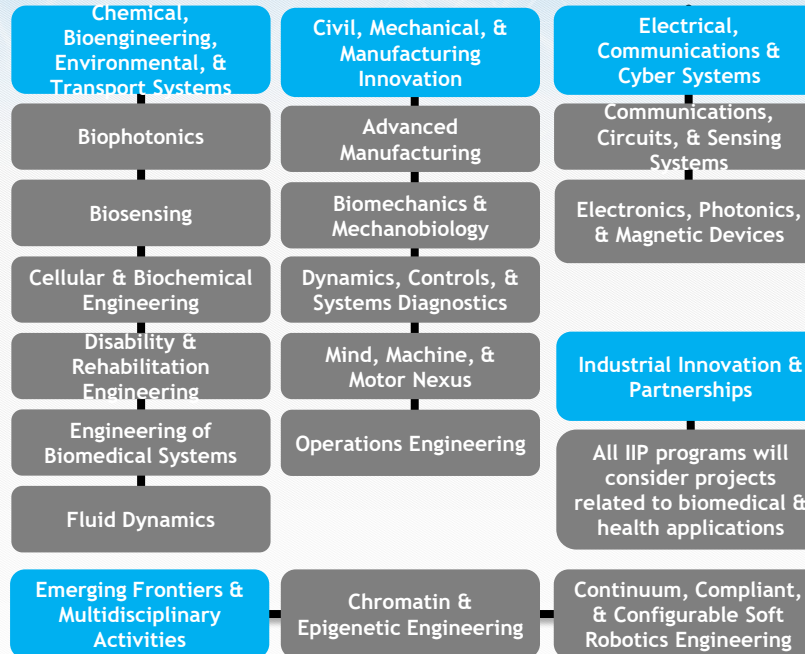 Chemical,
Bioengineering,
Environmental, &
Transport Systems
Biophotonics
Biosensing
Cellular & Biochemical
Engineering
Disability &
Rehabilitation
Engineering
Engineering of
Biomedical Systems
Fluid Dynamics
Civil, Mechanical, &
Manufacturing
Innovation
Advanced
Manufacturing
Biomechanics &
Mechanobiology
Dynamics, Controls, &
Systems Diagnostics
Mind, Machine, &
Motor Nexus
Operations Engineering
Electrical,
Communications &
Cyber Systems
Communications,
Circuits, & Sensing
Systems
Electronics, Photonics,
& Magnetic Devices
Industrial Innovation &
Partnerships
All IIP programs will
consider projects
related to biomedical &
health applications
Emerging Frontiers &
Multidisciplinary
Activities
Chromatin &
Epigenetic Engineering
Continuum, Compliant,
& Configurable Soft
Robotics Engineering